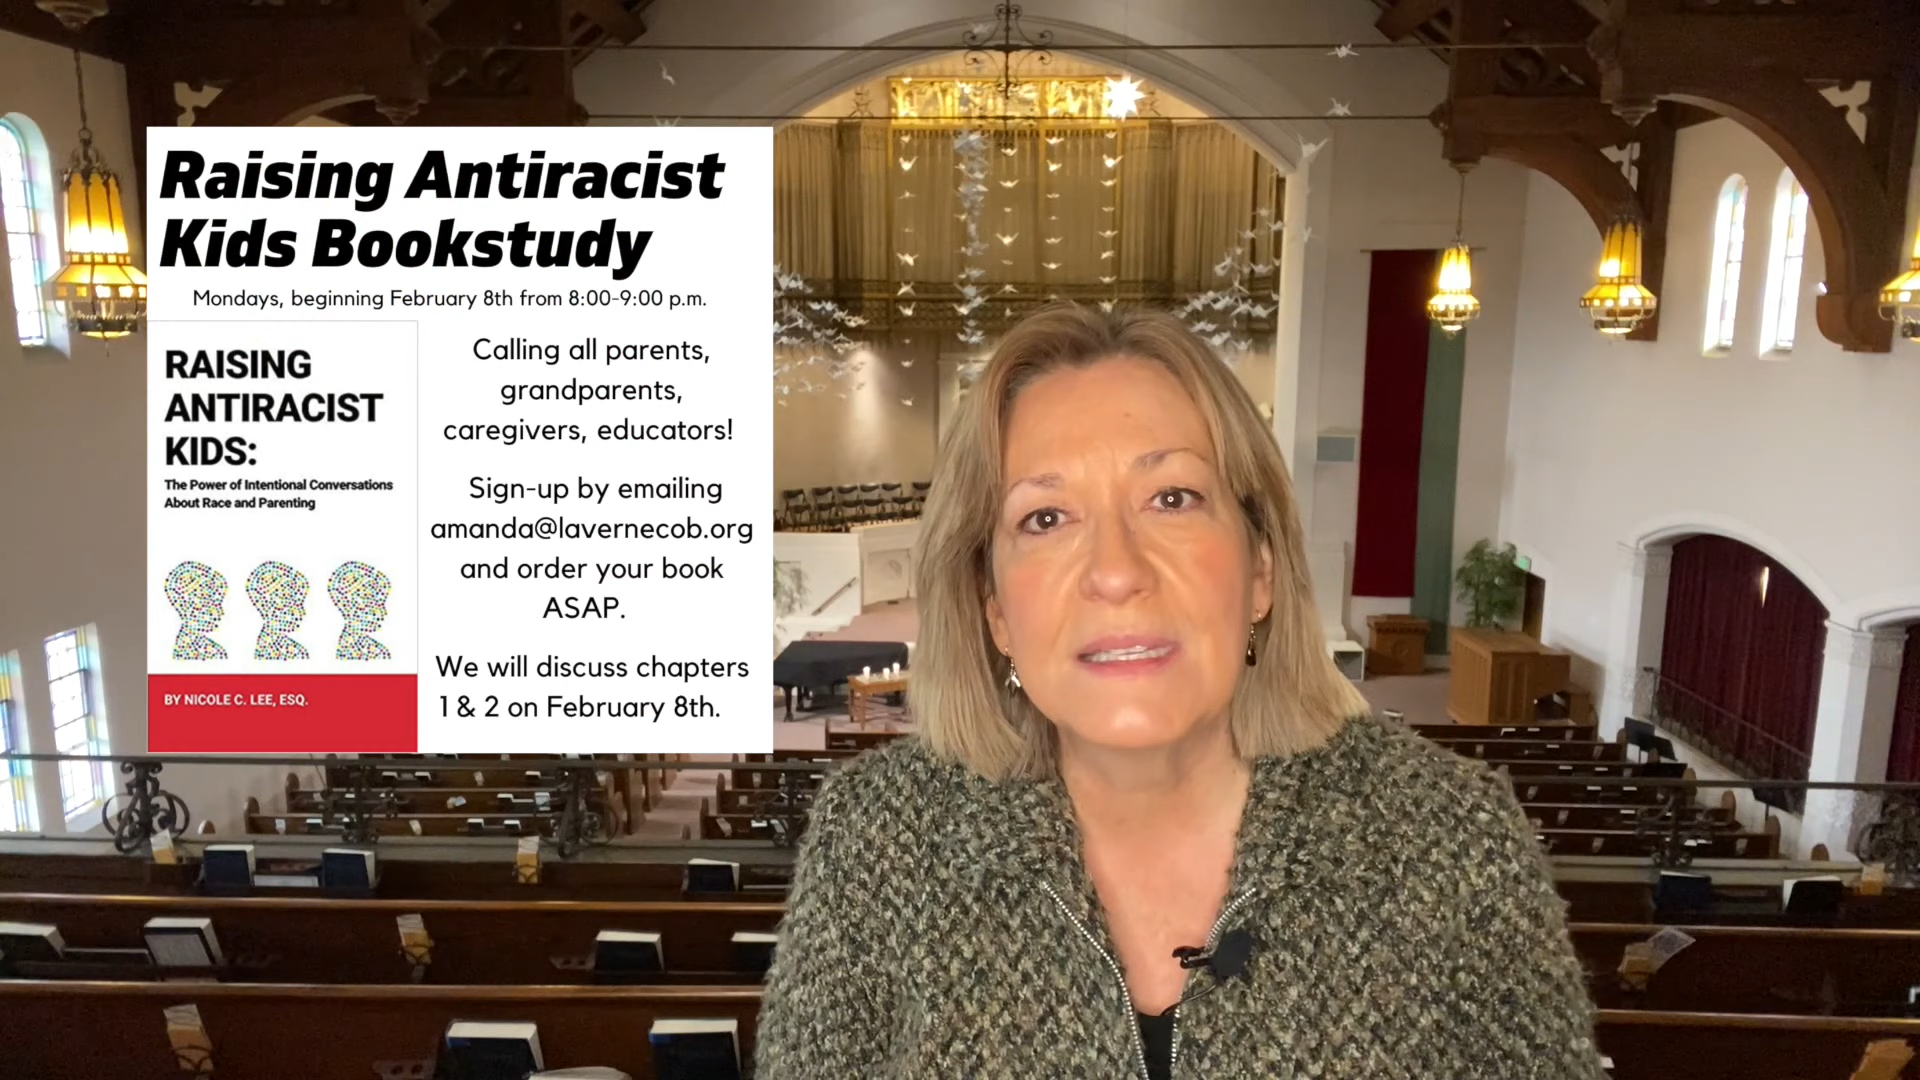 Raising Antiracist
Kids Bookstudy
Mondays, beginning February 8th from 8:00-9:00 p.m.
RAISING
ANTIRACIST
KIDS:
The Power of Intentional Conversations
About Race and Parenting
BY NICOLE C. LEE, ESQ.
Calling all parents,
grandparents,
caregivers, educators!
Sign-up by emailing
amanda@lavernecob.org
and order your book
ASAP.
We will discuss chapters
1 & 2 on February 8th.